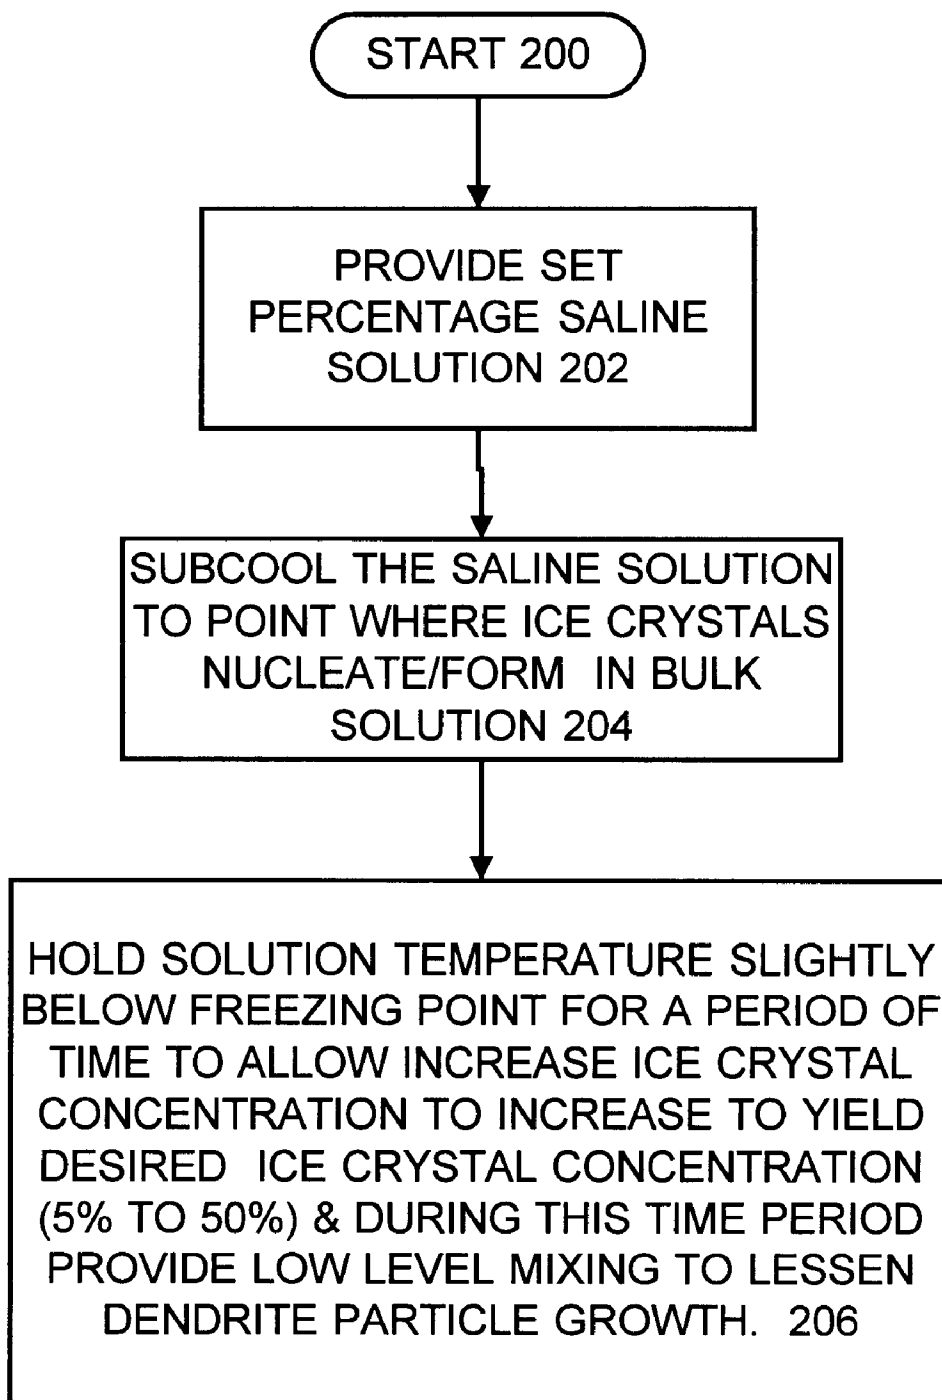 START 200
PROVIDE SET
PERCENTAGE SALINE
SOLUTION 202
SUBCOOL THE SALINE SOLUTION
TO POINT WHERE ICE CRYSTALS
NUCLEATE/FORM IN BULK
SOLUTION 204
HOLD SOLUTION TEMPERATURE SLIGHTLY
BELOW FREEZING POINT FOR A PERIOD OF
TIME TO ALLOW INCREASE ICE CRYSTAL
CONCENTRATION TO INCREASE TO YIELD
DESIRED ICE CRYSTAL CONCENTRATION
(5% TO 50%) & DURING THIS TIME PERIOD
PROVIDE LOW LEVEL MIXING TO LESSEN
DENDRITE PARTICLE GROWTH. 206